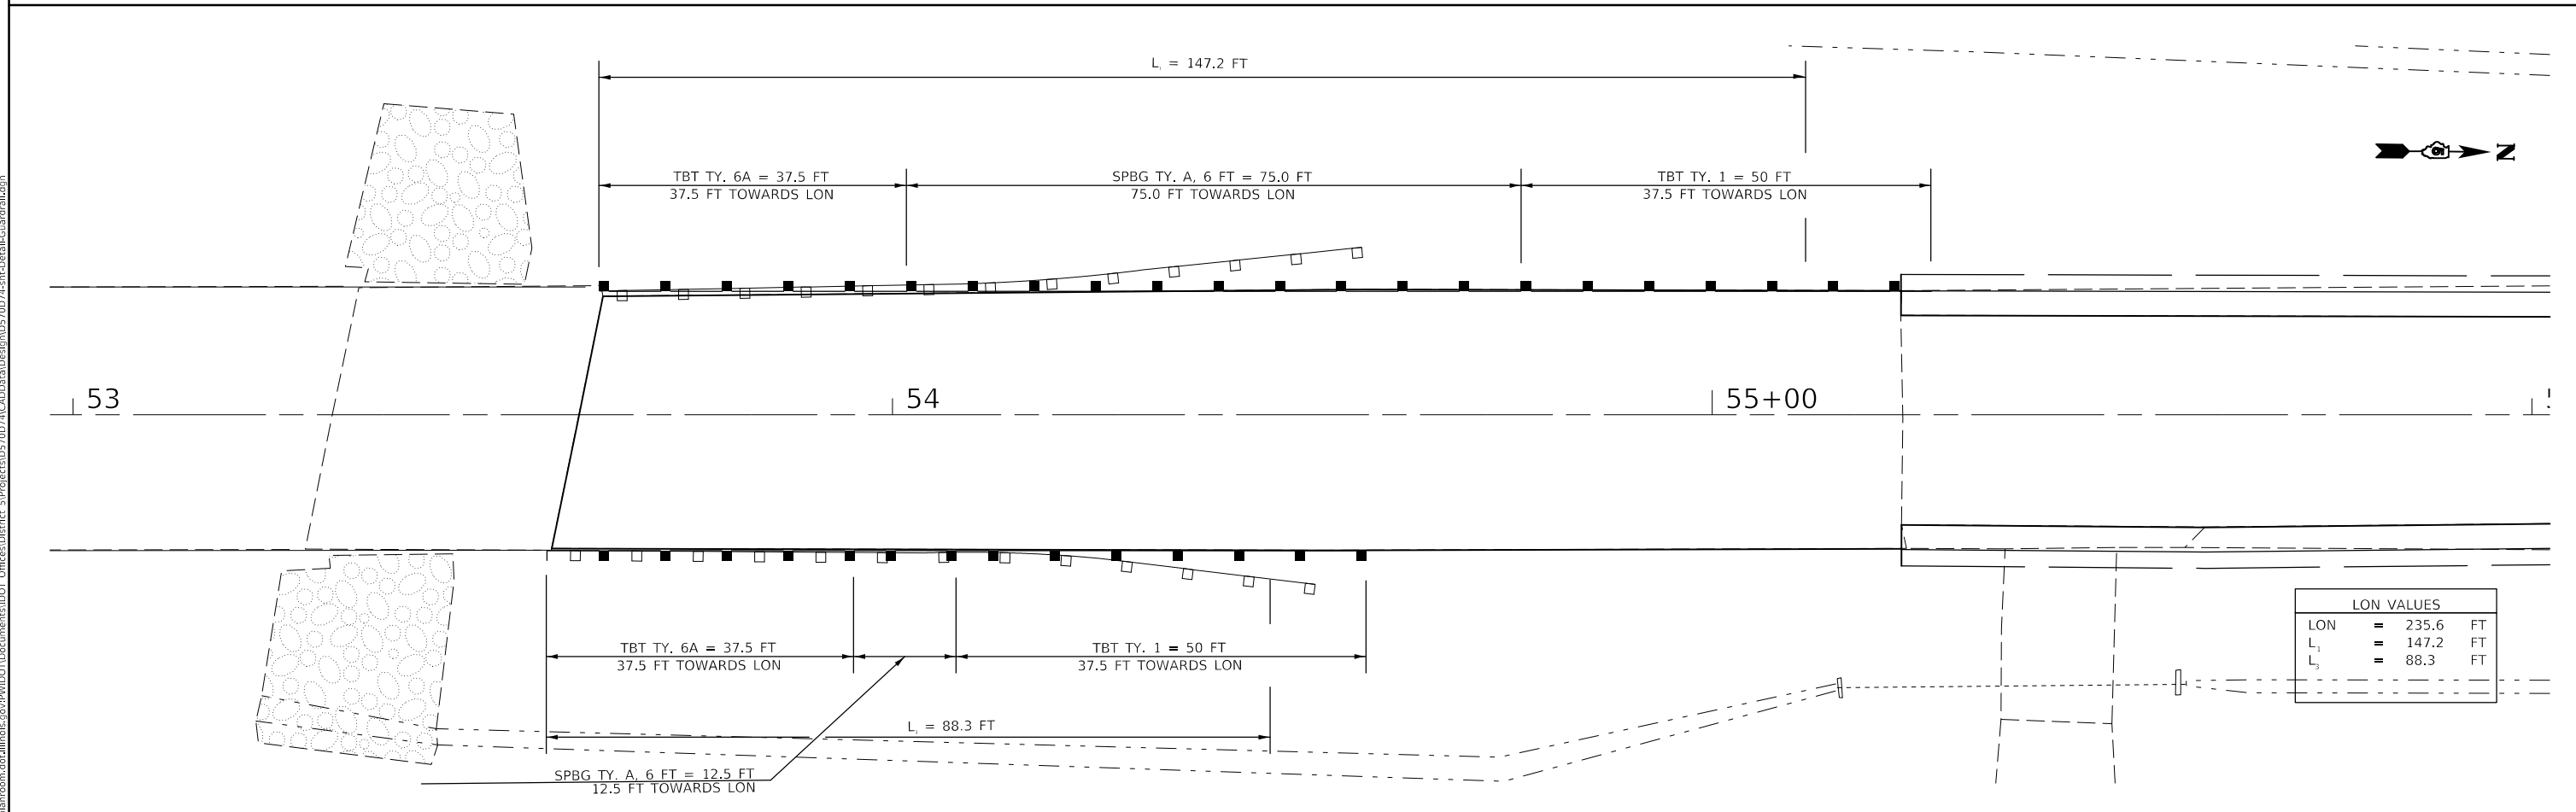 L₁ = 147.2 FT
TBT TY. 6A = 37.5 FT
37.5 FT TOWARDS LON
SPBG TY. A, 6 FT = 75.0 FT
75.0 FT TOWARDS LON
TBT TY. 1 = 50 FT
37.5 FT TOWARDS LON
N
53
54
55+00
LON VALUES
LON = 235.6 FT
L₁ = 147.2 FT
L₃ = 88.3 FT
TBT TY. 6A = 37.5 FT
37.5 FT TOWARDS LON
TBT TY. 1 = 50 FT
37.5 FT TOWARDS LON
L₃ = 88.3 FT
SPBG TY. A, 6 FT = 12.5 FT
12.5 FT TOWARDS LON